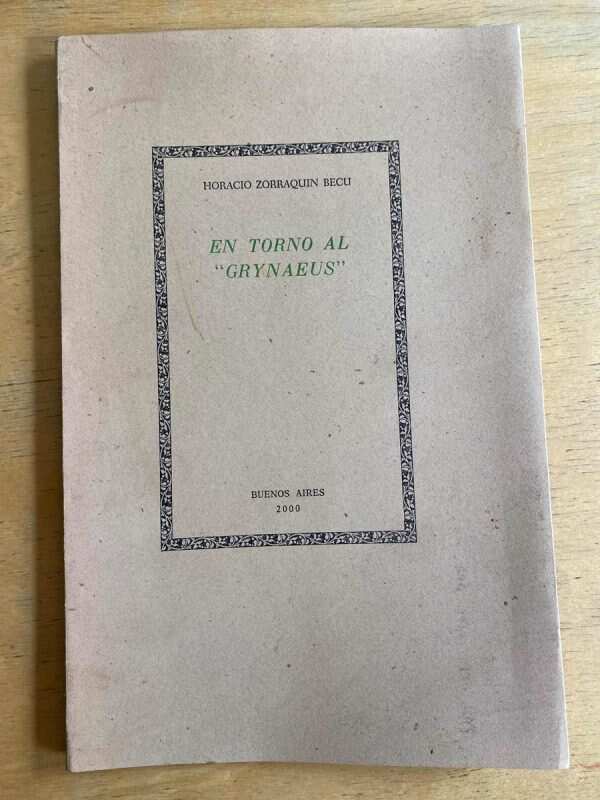 HORACIO ZORRAQUIN BECU
EN TORNO AL
“GRYNAEUS”
BUENOS AIRES
2000